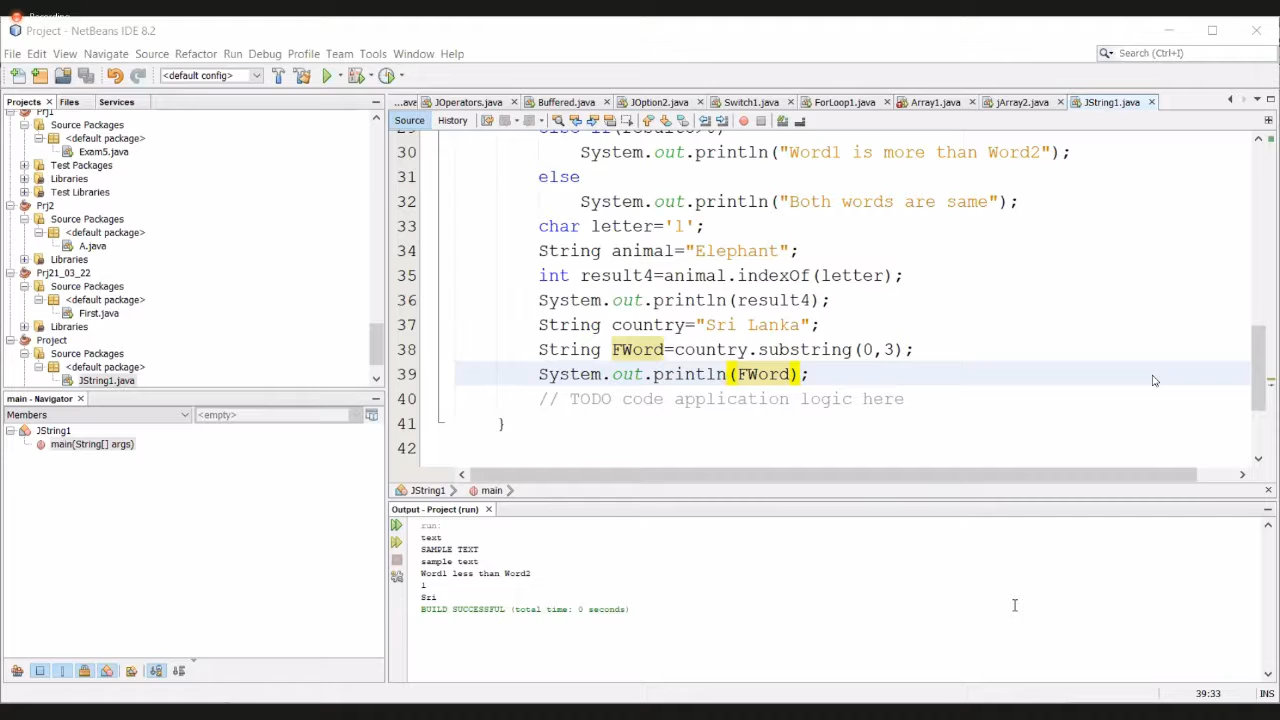 Recording
Project - NetBeans IDE 8.2
File Edit View Navigate Source Refactor Run Debug Profile Team Tools Window Help
Search (Ctrl+I)
<default config>
Projects Files Services
Prj1
Source Packages
<default package>
Exam5.java
Test Packages
Libraries
Test Libraries
Prj2
Source Packages
<default package>
A.java
Libraries
Prj21_03_22
Source Packages
<default package>
First.java
Libraries
Project
Source Packages
<default package>
JString1.java
main - Navigator
Members <empty>
JString1
main(String[] args)
...ava JOperators.java Buffered.java JOption2.java Switch1.java ForLoop1.java Array1.java jArray2.java JString1.java
Source History
30 System.out.println("Word1 is more than Word2");
31 else
32 System.out.println("Both words are same");
33 char letter='l';
34 String animal="Elephant";
35 int result4=animal.indexOf(letter);
36 System.out.println(result4);
37 String country="Sri Lanka";
38 String FWord=country.substring(0,3);
39 System.out.println(FWord);
40 // TODO code application logic here
41 }
42
JString1 main
Output - Project (run)
run:
text
SAMPLE TEXT
sample text
Word1 less than Word2
1
Sri
BUILD SUCCESSFUL (total time: 0 seconds)
39:33 INS